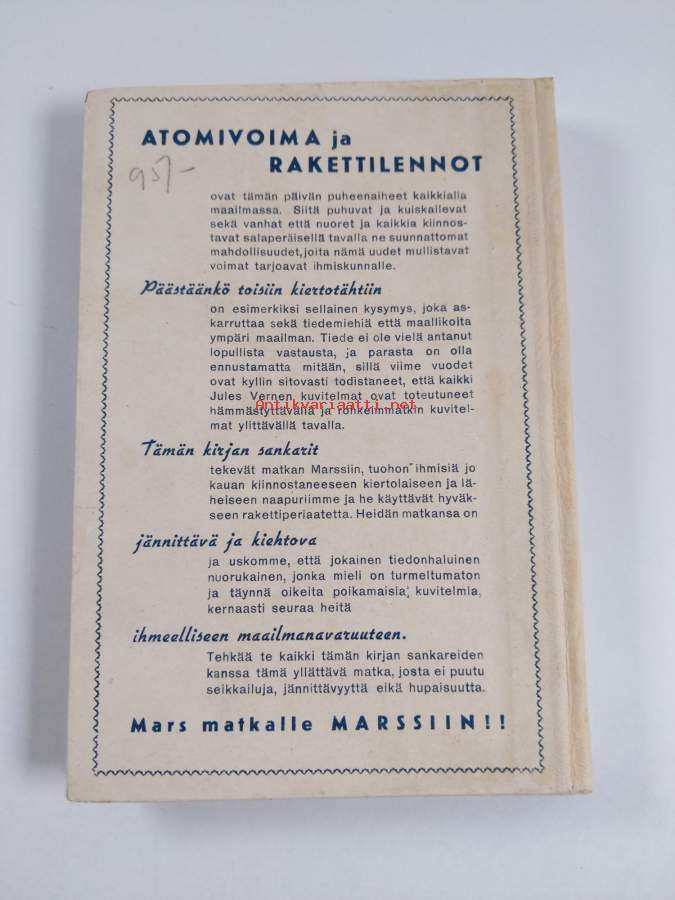 ATOMIVOIMA ja
RAKETTILENNOT
95/-
ovat tämän päivän puheenaiheet kaikkialla
maailmassa. Siitä puhuvat ja kuiskailevat
sekä vanhat että nuoret ja kaikkia kiinnos-
tavat salaperäisellä tavalla ne suunnattomat
mahdollisuudet, joita nämä uudet mullistavat
voimat tarjoavat ihmiskunnalle.
Päästäänkö toisiin kiertotähtiin
on esimerkiksi sellainen kysymys, joka as-
karruttaa sekä tiedemiehiä että maallikoita
ympäri maailman. Tiede ei ole vielä antanut
lopullista vastausta, ja parasta on olla
ennustamatta mitään, sillä viime vuodet
ovat kyllin sitovasti todistaneet, että kaikki
Jules Vernen kuvitelmat ovat toteutuneet
Antikvariaatti.net
hämmästyttävällä ja rohkeimmatkin kuvitel-
mat ylittävällä tavalla.
Tämän kirjan sankarit
tekevät matkan Marssiin, tuohon ihmisiä jo
kauan kiinnostaneeseen kiertolaiseen ja lä-
heiseen naapuriimme ja he käyttävät hyväk-
seen rakettiperiaatetta. Heidän matkansa on
jännittävä ja kiehtova
ja uskomme, että jokainen tiedonhaluinen
nuorukainen, jonka mieli on turmeltumaton
ja täynnä oikeita poikamaisia, kuvitelmia,
kernaasti seuraa heitä
ihmeelliseen maailmanavaruuteen.
Tehkää te kaikki tämän kirjan sankareiden
kanssa tämä yllättävä matka, josta ei puutu
seikkailuja, jännittävyyttä eikä hupaisuutta.
Mars matkalle MARSSIIN!!